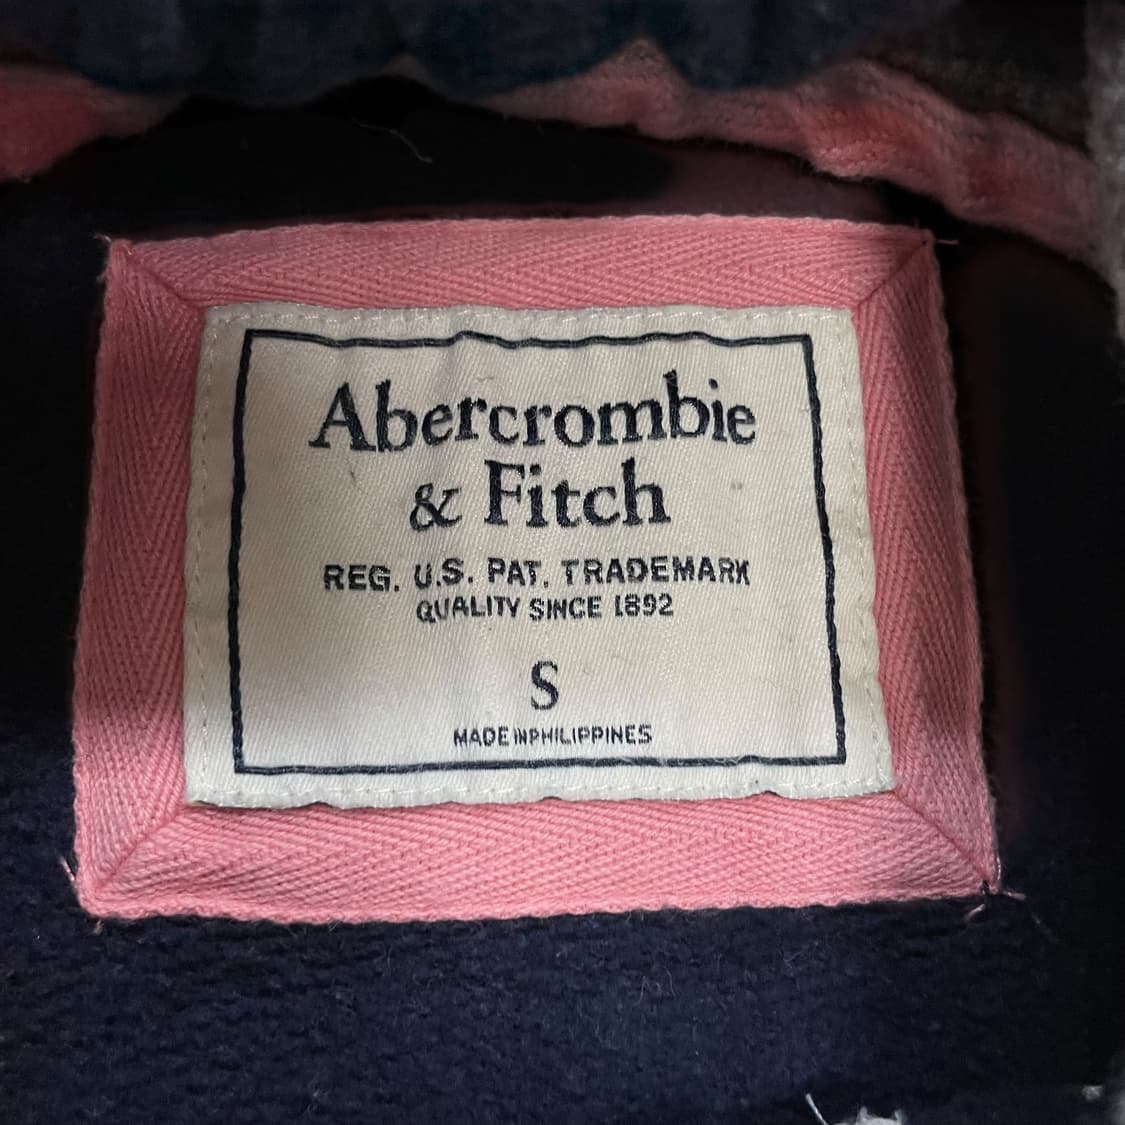 Abercrombie
& Fitch
REG. U.S. PAT. TRADEMARK
QUALITY SINCE 1892
S
MADE IN PHILIPPINES